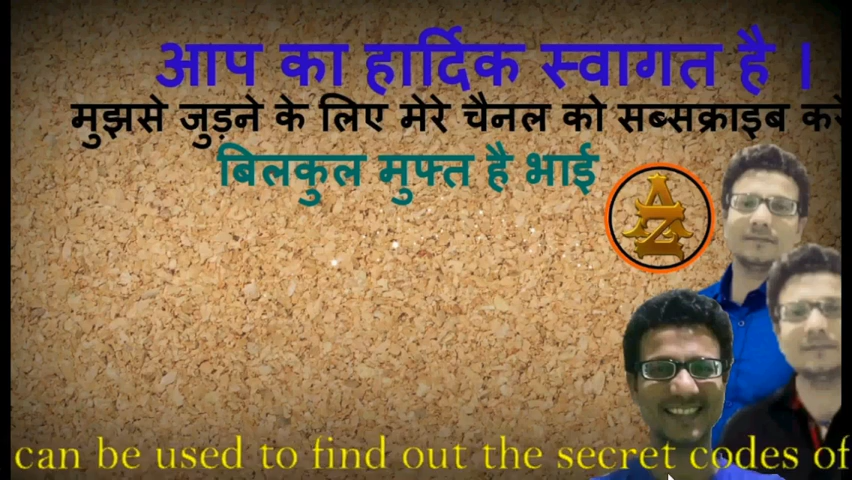 आप का हार्दिक स्वागत है ।
मुझसे जुड़ने के लिए मेरे चैनल को सब्सक्राइब करे
बिलकुल मुफ्त है भाई
AZ
can be used to find out the secret codes of